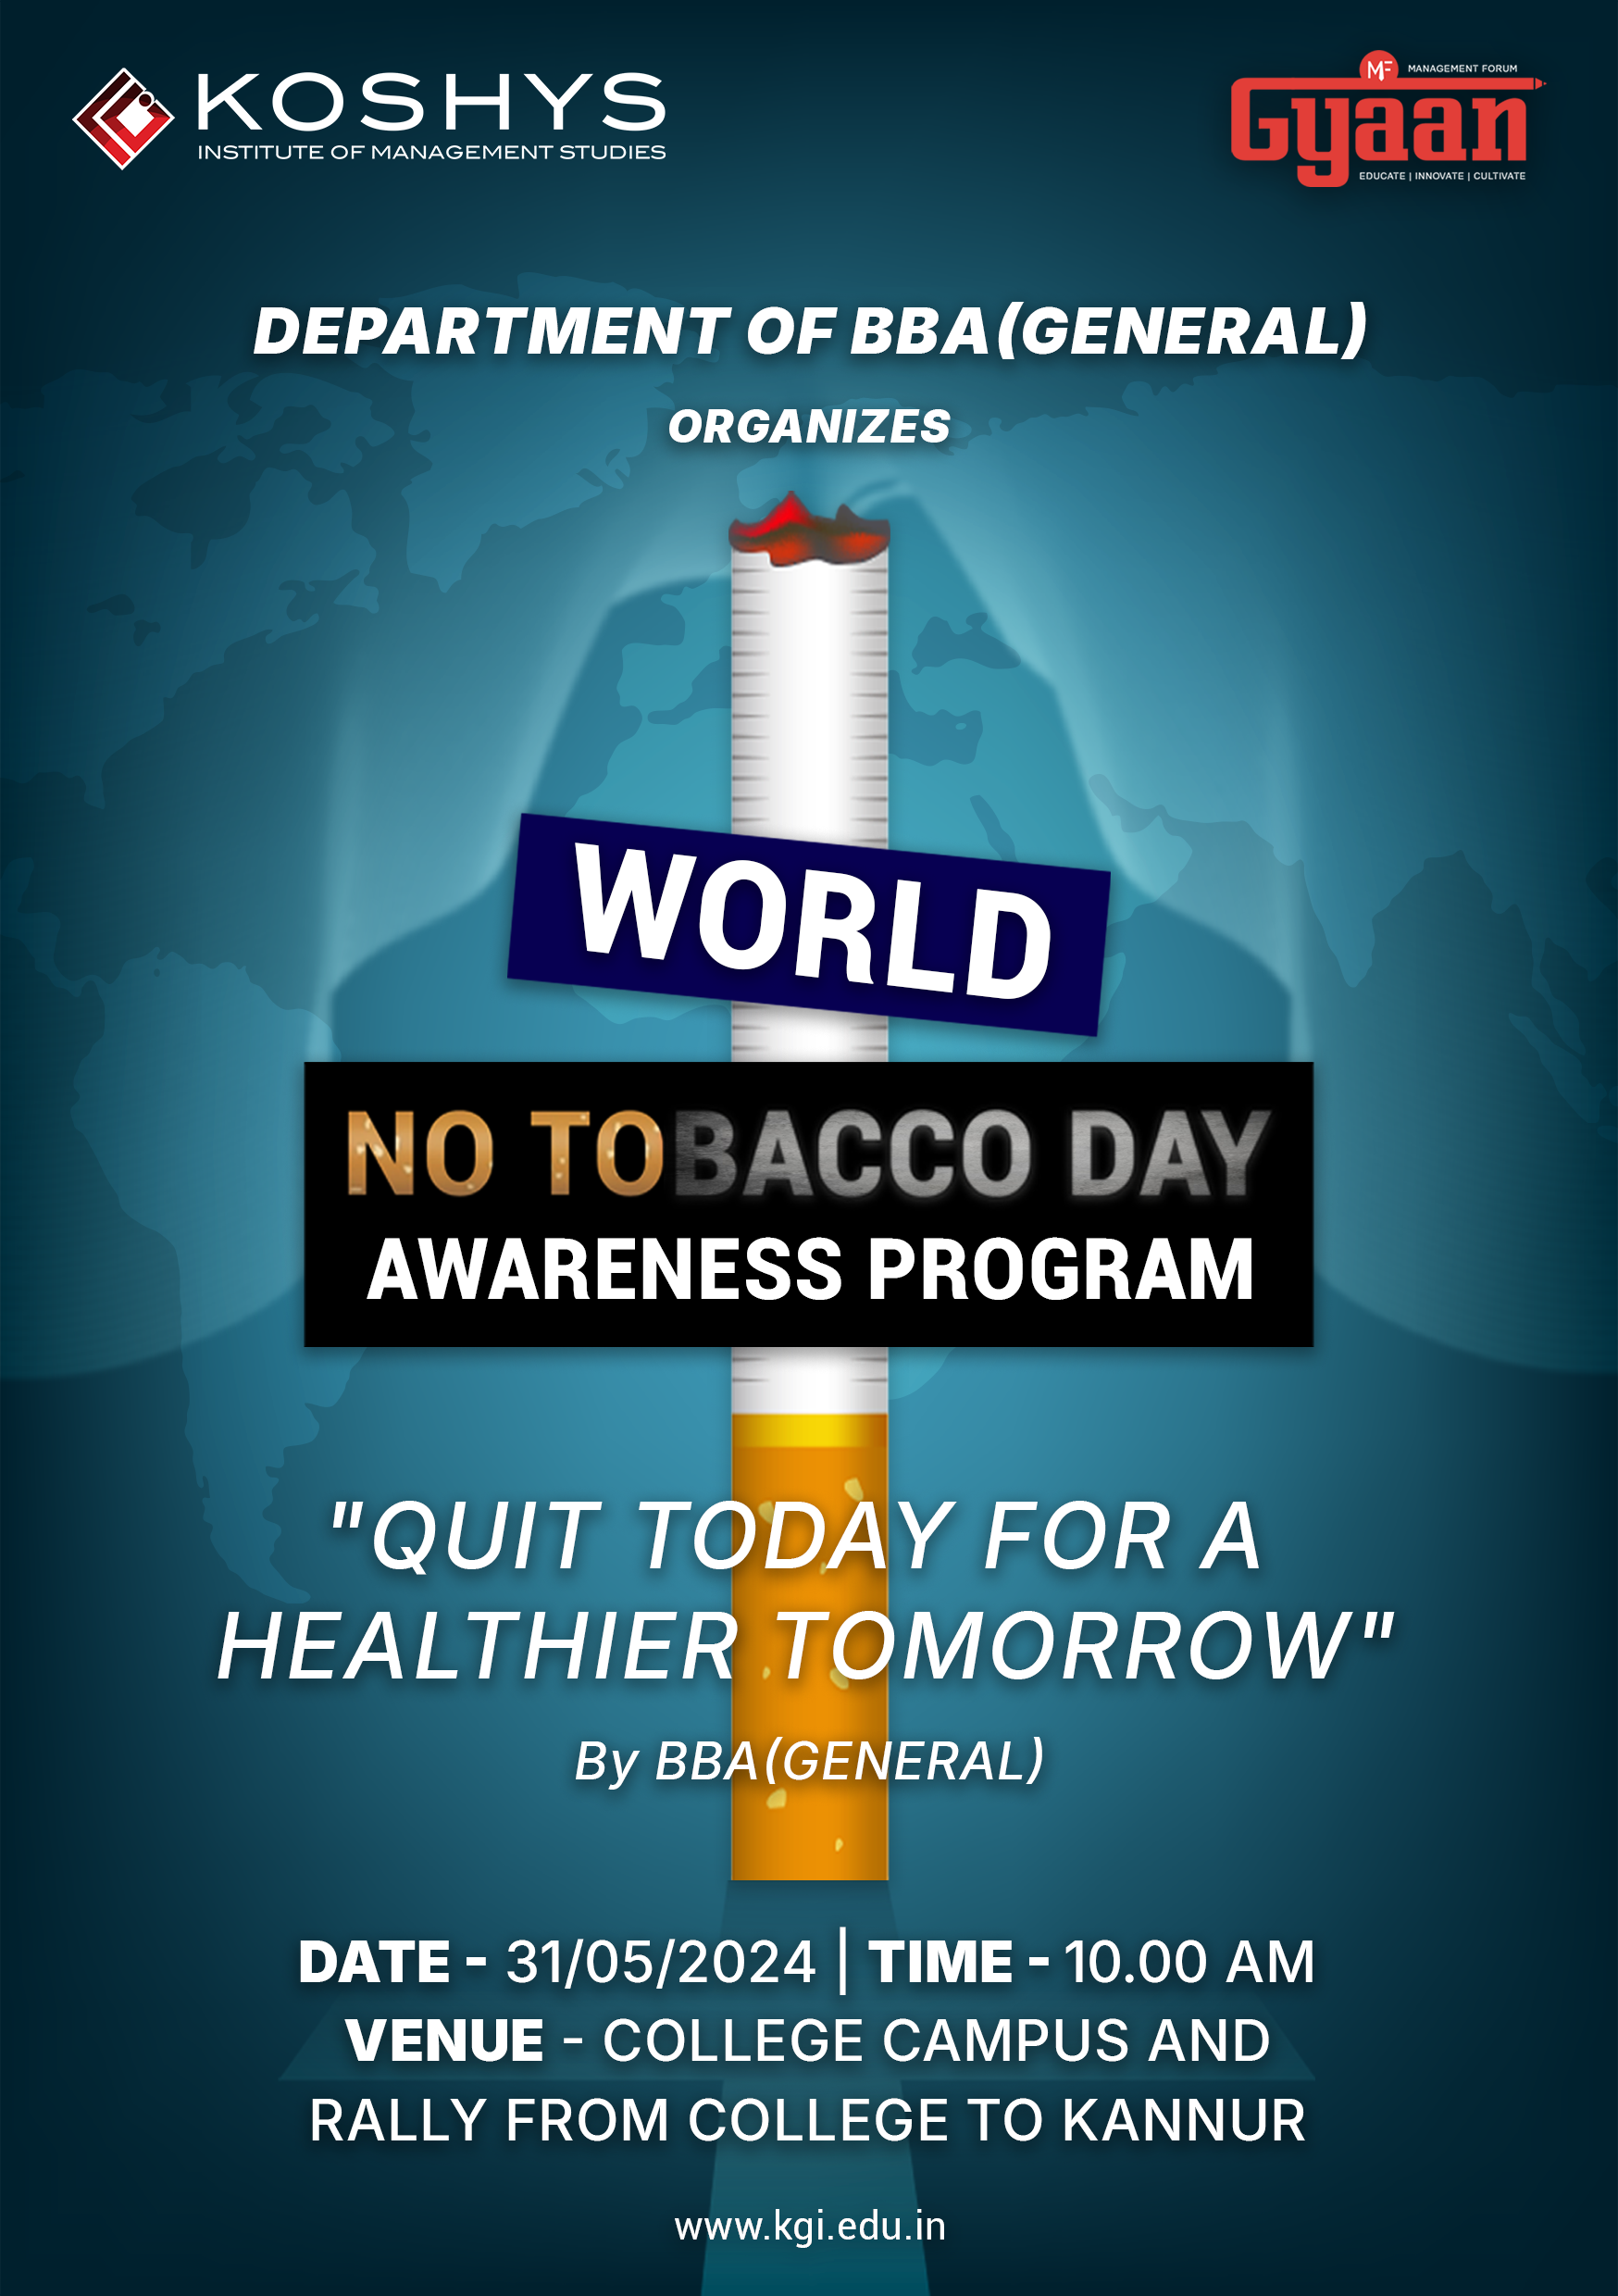 KOSHYS
INSTITUTE OF MANAGEMENT STUDIES
MF MANAGEMENT FORUM
Gyaan
EDUCATE | INNOVATE | CULTIVATE
DEPARTMENT OF BBA(GENERAL)
ORGANIZES
WORLD
NO TOBACCO DAY
AWARENESS PROGRAM
"QUIT TODAY FOR A
HEALTHIER TOMORROW"
By BBA(GENERAL)
DATE - 31/05/2024 | TIME - 10.00 AM
VENUE - COLLEGE CAMPUS AND
RALLY FROM COLLEGE TO KANNUR
www.kgi.edu.in